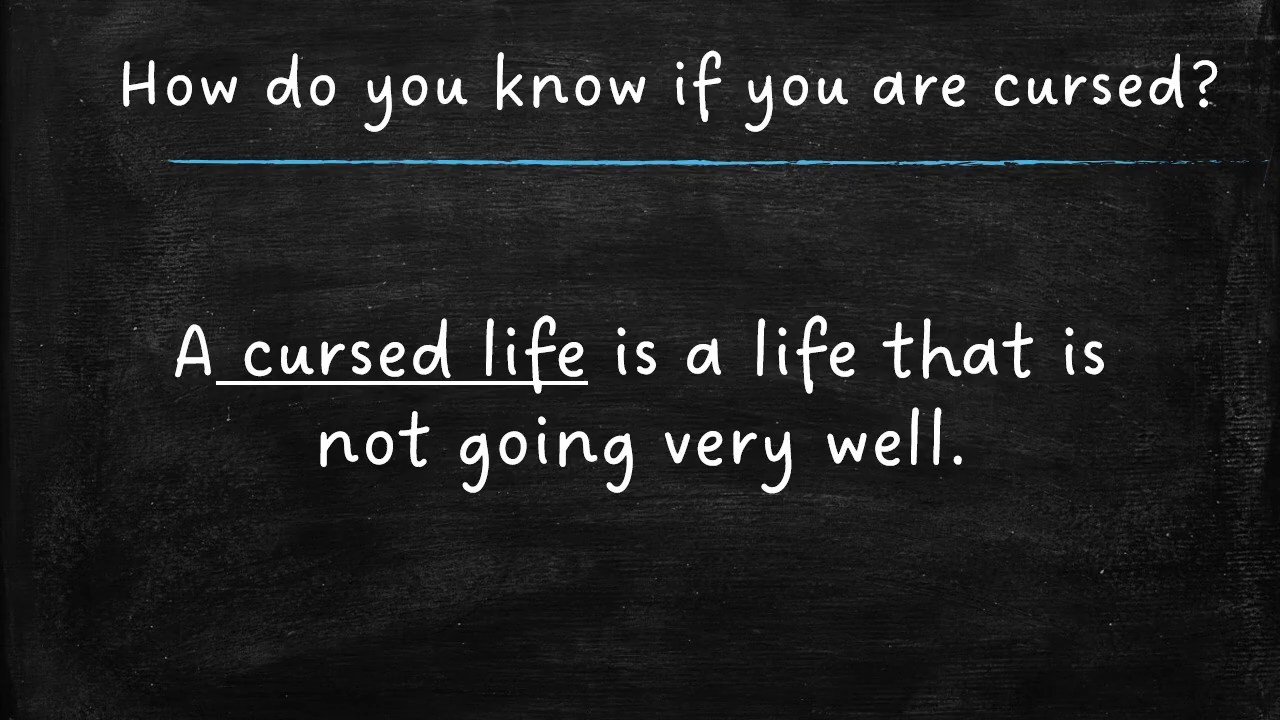 How do you know if you are cursed?
A cursed life is a life that is
not going very well.